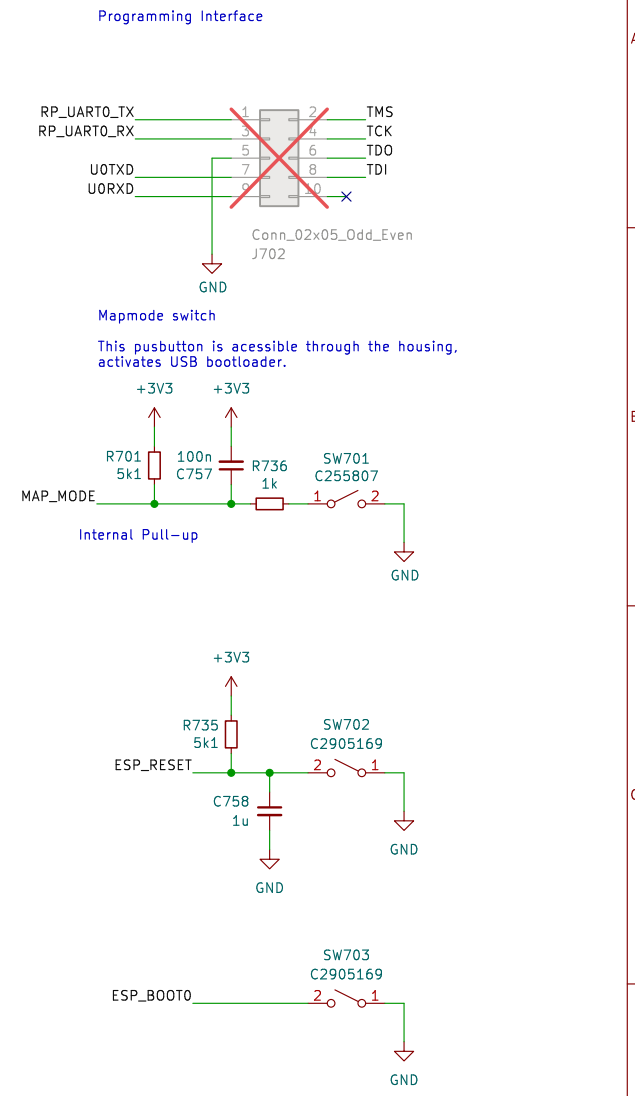 Programming Interface
A
RP_UART0_TX 1 2 TMS
RP_UART0_RX 3 4 TCK
5 6 TDO
U0TXD 7 8 TDI
U0RXD 9 10
Conn_02x05_Odd_Even
J702
GND
Mapmode switch
This pusbutton is acessible through the housing,
activates USB bootloader.
+3V3 +3V3
B
R701 100n
5k1 C757
R736
1k
SW701
C255807
MAP_MODE 1 2
Internal Pull-up
GND
+3V3
R735
5k1
SW702
C2905169
ESP_RESET 2 1
C
C758
1u
GND
GND
SW703
C2905169
ESP_BOOT0 2 1
GND